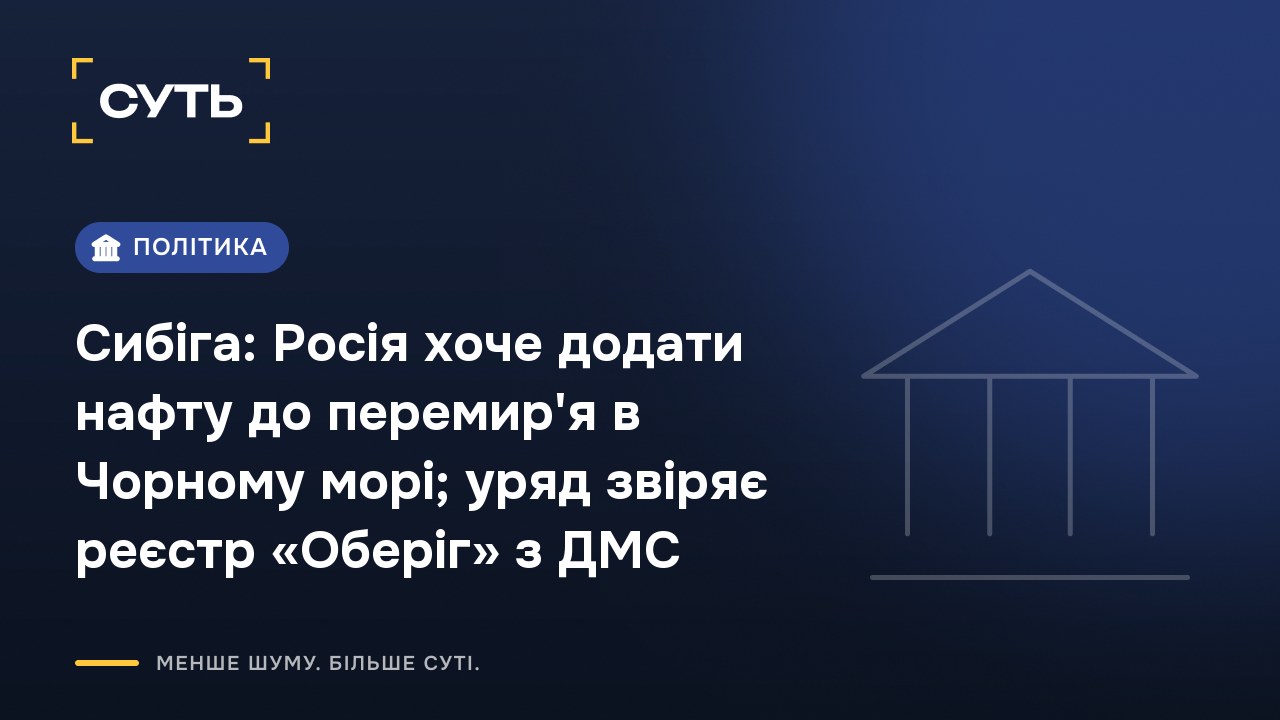 СУТЬ
ПОЛІТИКА
Сибіга: Росія хоче додати
нафту до перемир'я в
Чорному морі; уряд звіряє
реєстр «Оберіг» з ДМС
МЕНШЕ ШУМУ. БІЛЬШЕ СУТІ.